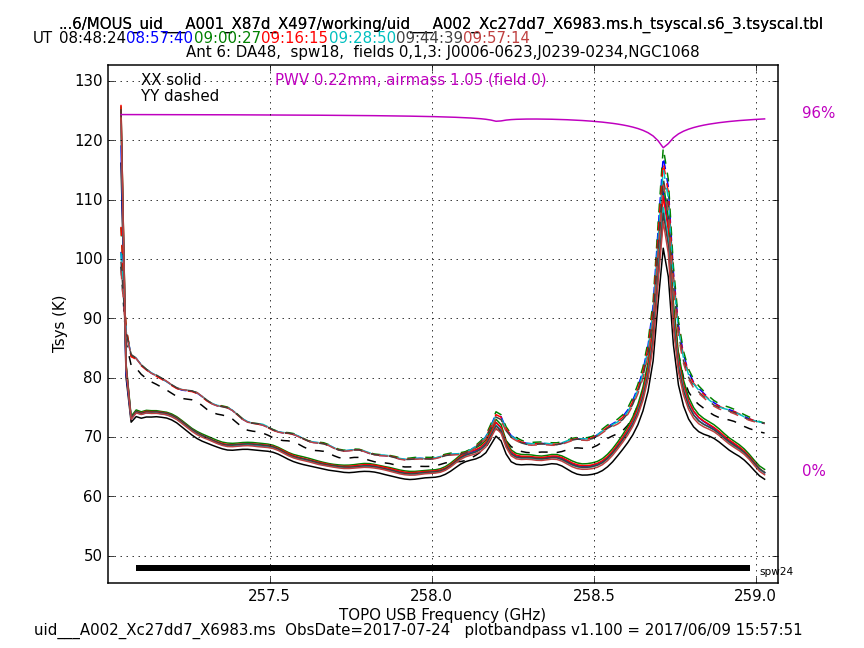 ...6/MOUS_uid___A001_X87d_X497/working/uid___A002_Xc27dd7_X6983.ms.h_tsyscal.s6_3.tsyscal.tbl
UT 08:48:24 08:57:40 09:00:27 09:16:15 09:28:50 09:44:39 09:57:14
Ant 6: DA48, spw18, fields 0,1,3: J0006-0623,J0239-0234,NGC1068
XX solid
YY dashed
PWV 0.22mm, airmass 1.05 (field 0)
96%
0%
130
120
110
100
90
80
70
60
50
Tsys (K)
spw24
257.5 258.0 258.5 259.0
TOPO USB Frequency (GHz)
uid___A002_Xc27dd7_X6983.ms ObsDate=2017-07-24 plotbandpass v1.100 = 2017/06/09 15:57:51